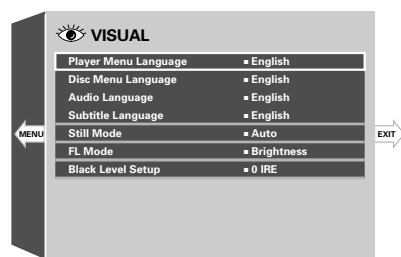 VISUAL
Player Menu Language ■ English
Disc Menu Language ■ English
Audio Language ■ English
Subtitle Language ■ English
Still Mode ■ Auto
FL Mode ■ Brightness
Black Level Setup ■ 0 IRE
MENU
EXIT